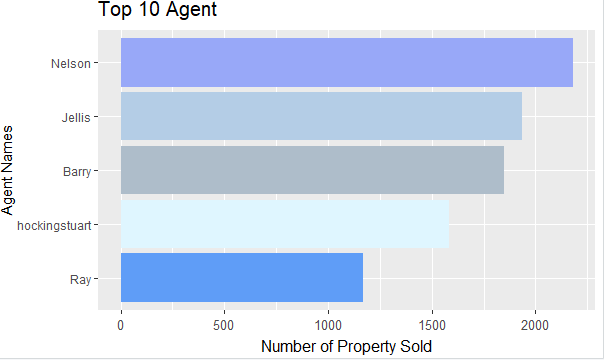 Top 10 Agent
Agent Names
Nelson
Jellis
Barry
hockingstuart
Ray
0 500 1000 1500 2000
Number of Property Sold